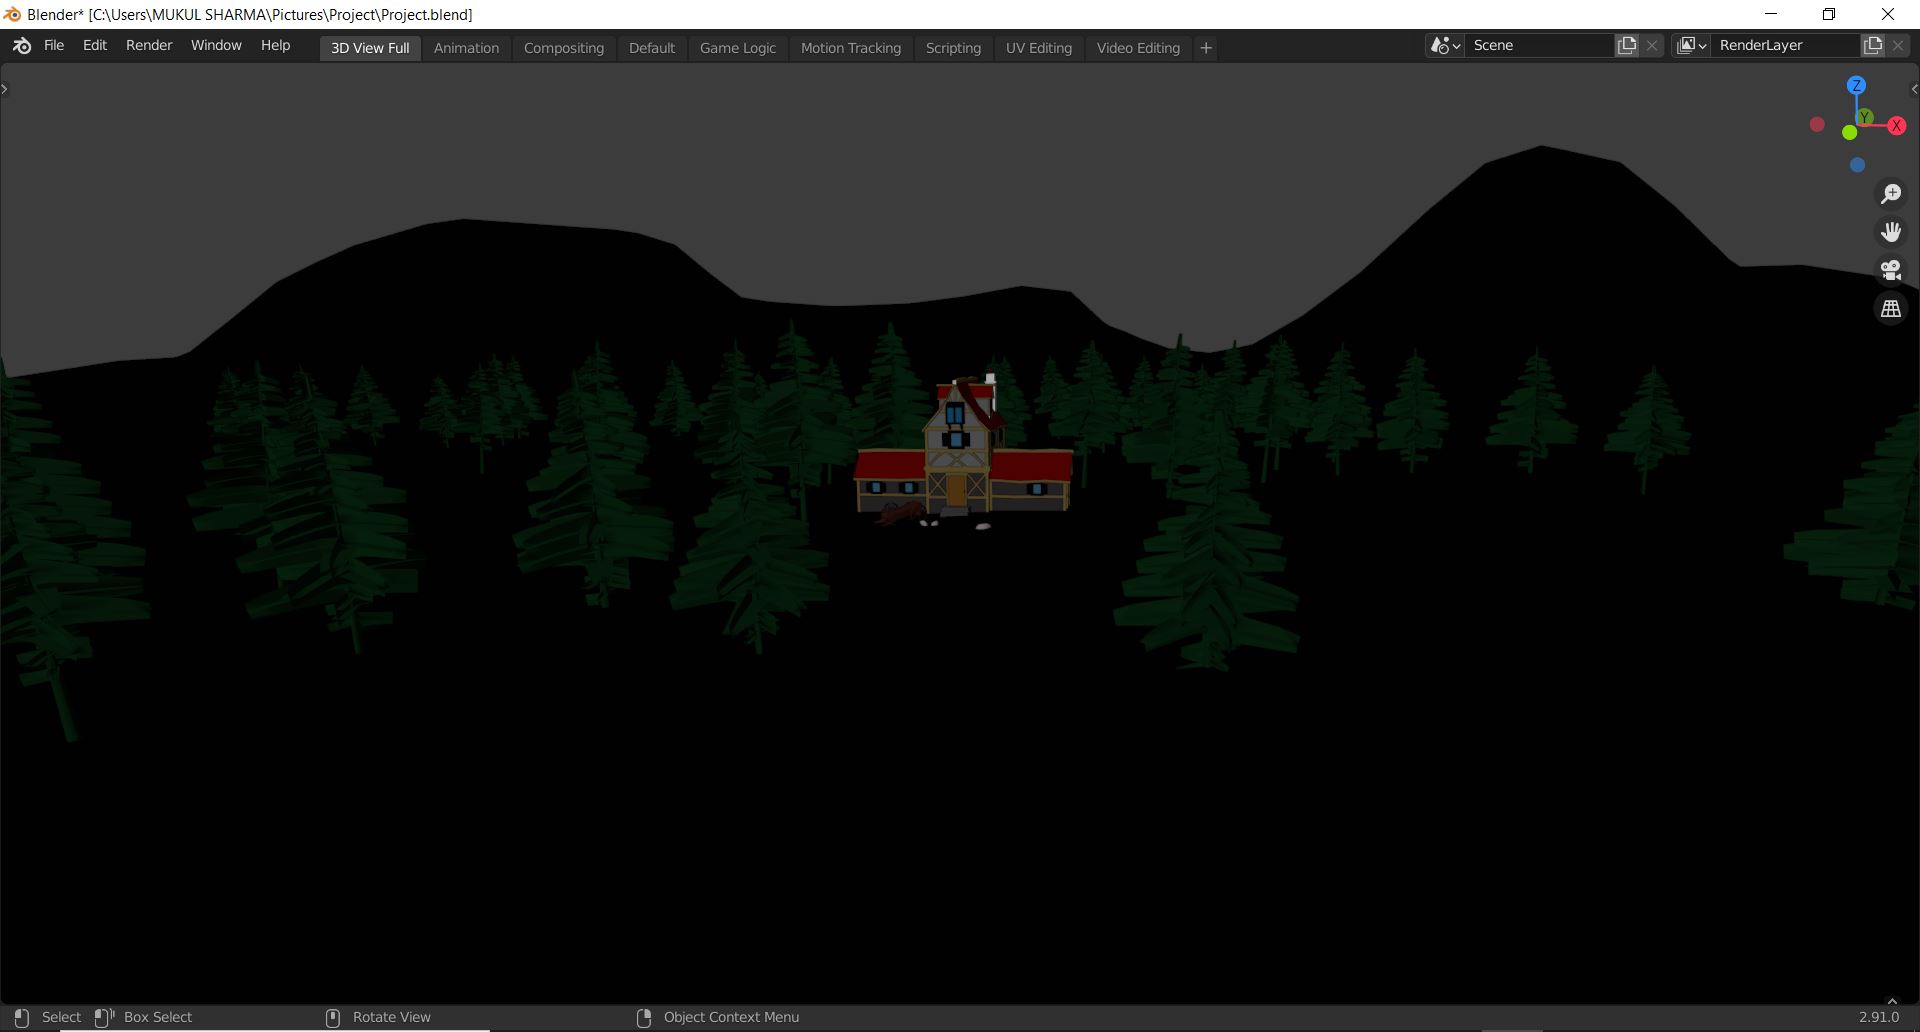 Blender* [C:\Users\MUKUL SHARMA\Pictures\Project\Project.blend]
File Edit Render Window Help 3D View Full Animation Compositing Default Game Logic Motion Tracking Scripting UV Editing Video Editing + Scene RenderLayer
Z
Y
X
Select Box Select Rotate View Object Context Menu 2.91.0